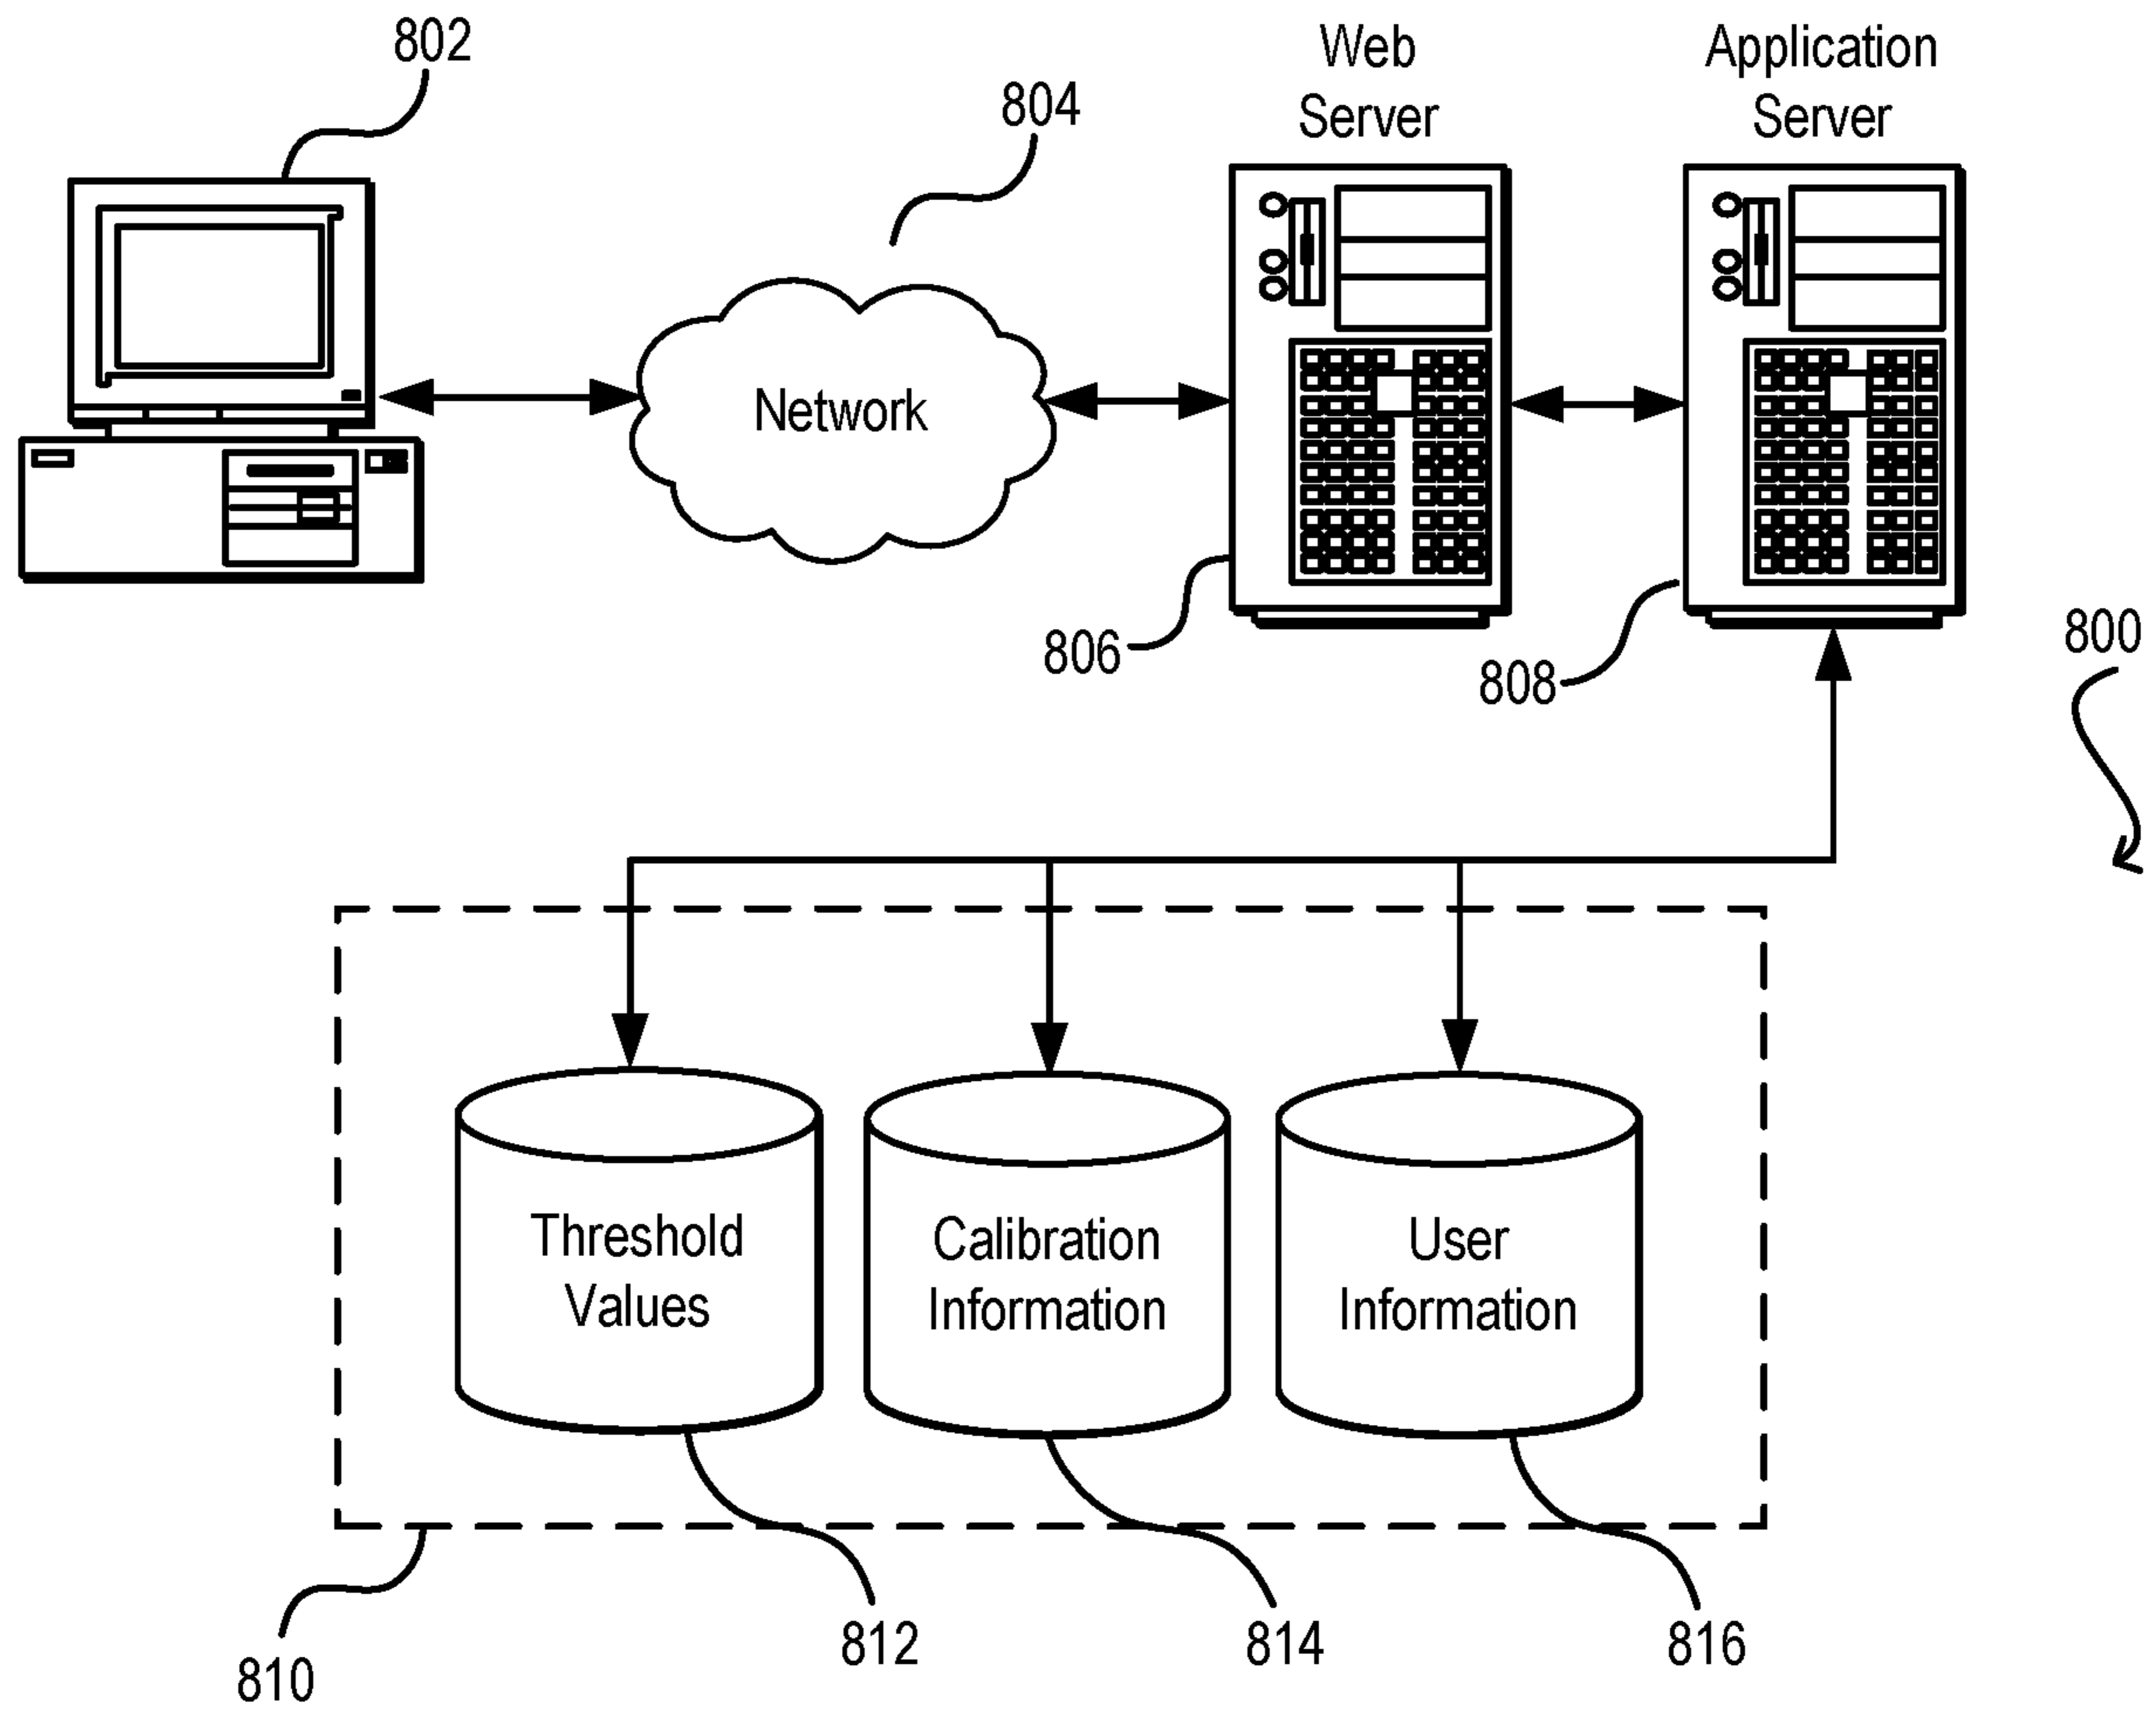 802
804
Web
Server
Application
Server
Network
806
808
800
Threshold
Values
Calibration
Information
User
Information
810
812
814
816